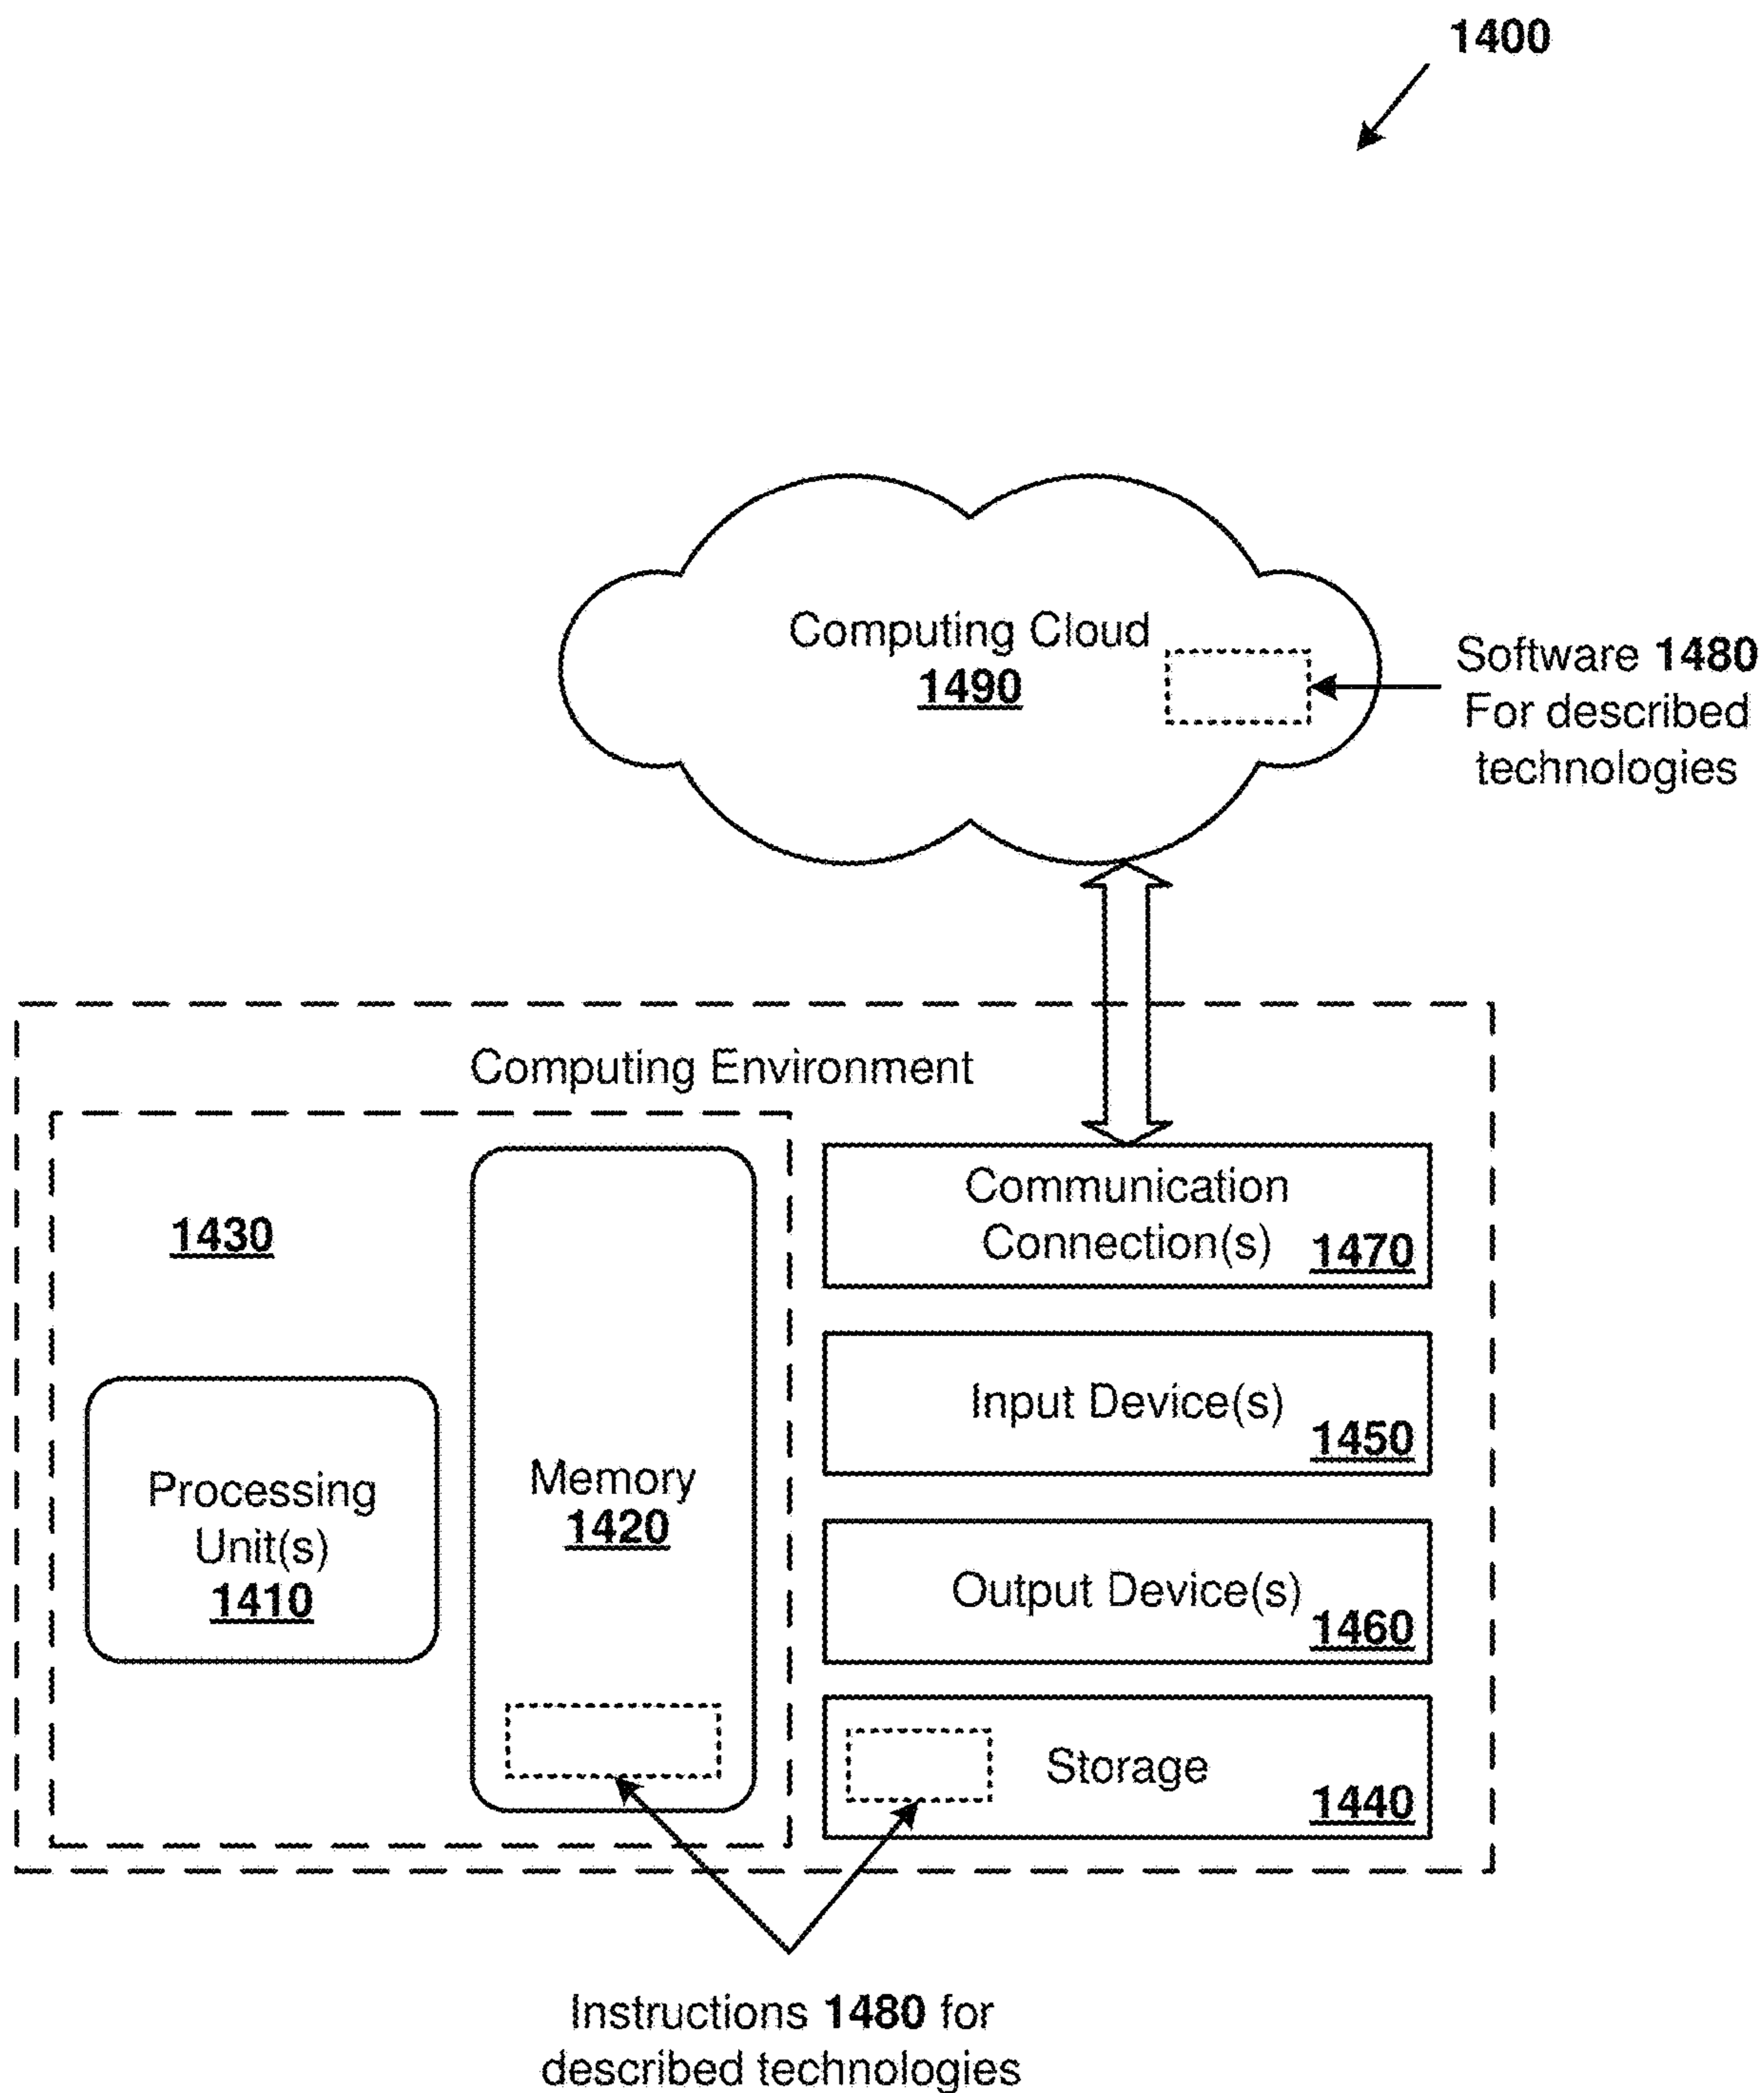 1400
Computing Cloud
1490
Software 1480
For described
technologies
Computing Environment
1430
Processing
Unit(s)
1410
Memory
1420
Communication
Connection(s)
1470
Input Device(s)
1450
Output Device(s)
1460
Storage
1440
Instructions 1480 for
described technologies